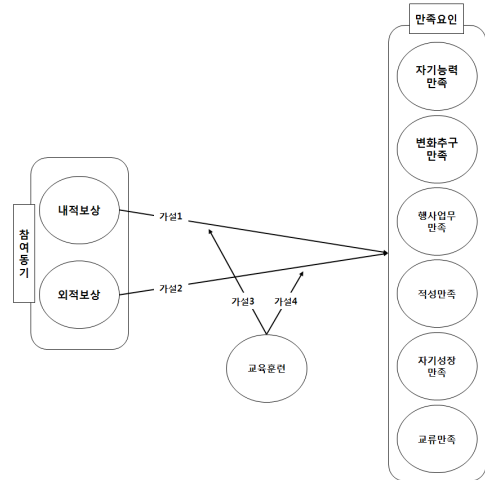 만족요인
자기능력
만족
변화추구
만족
행사업무
만족
적성만족
자기성장
만족
교류만족
참
여
동
기
내적보상
외적보상
가설1
가설2
가설3
가설4
교육훈련